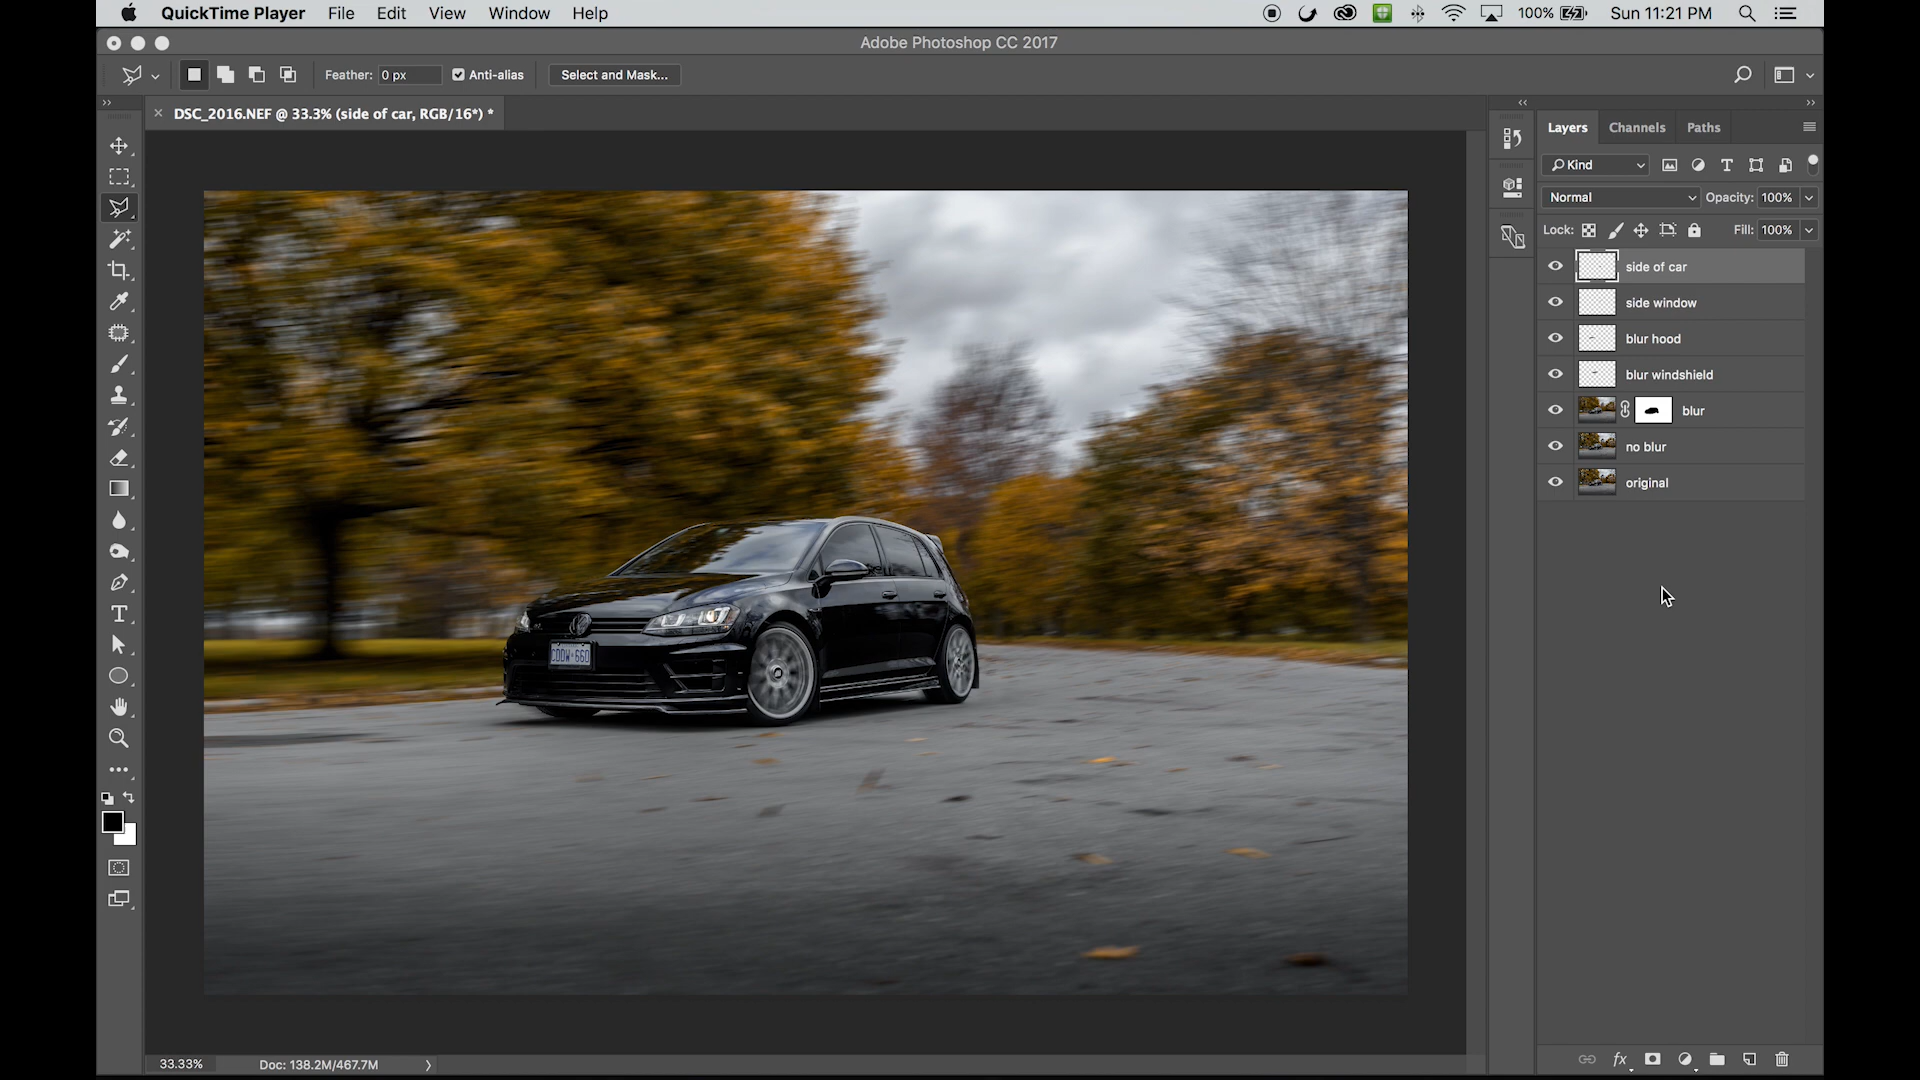 QuickTime Player File Edit View Window Help 100% Sun 11:21 PM
Adobe Photoshop CC 2017
Feather: 0 px Anti-alias Select and Mask...
DSC_2016.NEF @ 33.3% (side of car, RGB/16*) *
Layers Channels Paths
Kind
Normal Opacity: 100%
Lock: Fill: 100%
side of car
side window
blur hood
blur windshield
blur
no blur
original
33.33% Doc: 138.2M/467.7M